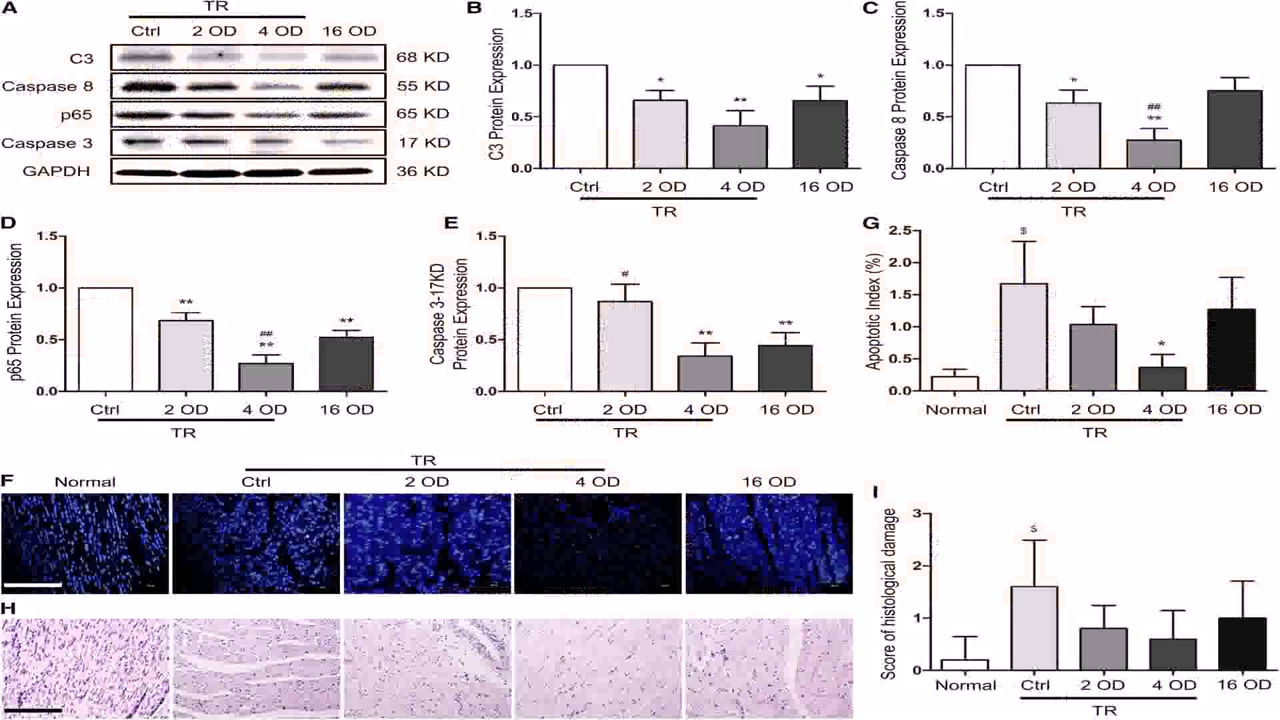 A
TR
Ctrl 2 OD 4 OD 16 OD
C3 68 KD
Caspase 8 55 KD
p65 65 KD
Caspase 3 17 KD
GAPDH 36 KD
B
C3 Protein Expression
1.5
1.0
0.5
0.0
*
**
*
Ctrl 2 OD 4 OD 16 OD
TR
C
Caspase 8 Protein Expression
1.5
1.0
0.5
0.0
*
##
**
Ctrl 2 OD 4 OD 16 OD
TR
D
p65 Protein Expression
1.5
1.0
0.5
0.0
**
##
**
**
Ctrl 2 OD 4 OD 16 OD
TR
E
Caspase 3-17KD
Protein Expression
1.5
1.0
0.5
0.0
#
**
**
Ctrl 2 OD 4 OD 16 OD
TR
G
Apoptotic Index (%)
2.5
2.0
1.5
1.0
0.5
0.0
$
*
Normal Ctrl 2 OD 4 OD 16 OD
TR
F
TR
Normal Ctrl 2 OD 4 OD 16 OD
H
I
Score of histological damage
3
2
1
0
$
Normal Ctrl 2 OD 4 OD 16 OD
TR